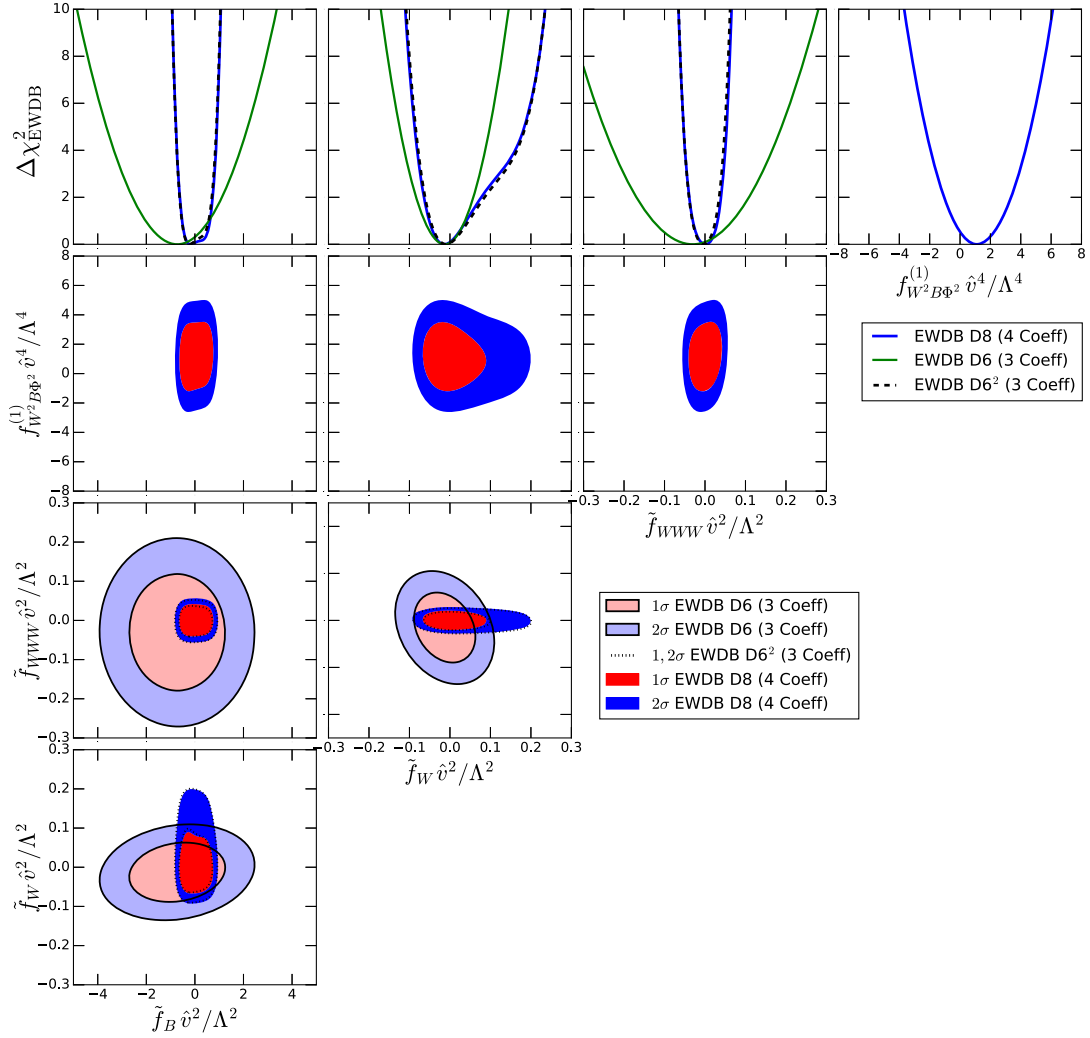 10
8
6
4
2
0
Δχ²_EWDB
−8 −6 −4 −2 0 2 4 6 8
f^{(1)}_{W²BΦ²} v̂⁴/Λ⁴
EWDB D8 (4 Coeff)
EWDB D6 (3 Coeff)
EWDB D6² (3 Coeff)
8
6
4
2
0
−2
−4
−6
−8
f^{(1)}_{W²BΦ²} v̂⁴/Λ⁴
−0.3 −0.2 −0.1 0.0 0.1 0.2 0.3
f̃_{WWW} v̂²/Λ²
0.3
0.2
0.1
0.0
−0.1
−0.2
−0.3
f̃_{WWW} v̂²/Λ²
−0.3 −0.2 −0.1 0.0 0.1 0.2 0.3
f̃_W v̂²/Λ²
1σ EWDB D6 (3 Coeff)
2σ EWDB D6 (3 Coeff)
1, 2σ EWDB D6² (3 Coeff)
1σ EWDB D8 (4 Coeff)
2σ EWDB D8 (4 Coeff)
0.3
0.2
0.1
0.0
−0.1
−0.2
−0.3
f̃_W v̂²/Λ²
−4 −2 0 2 4
f̃_B v̂²/Λ²